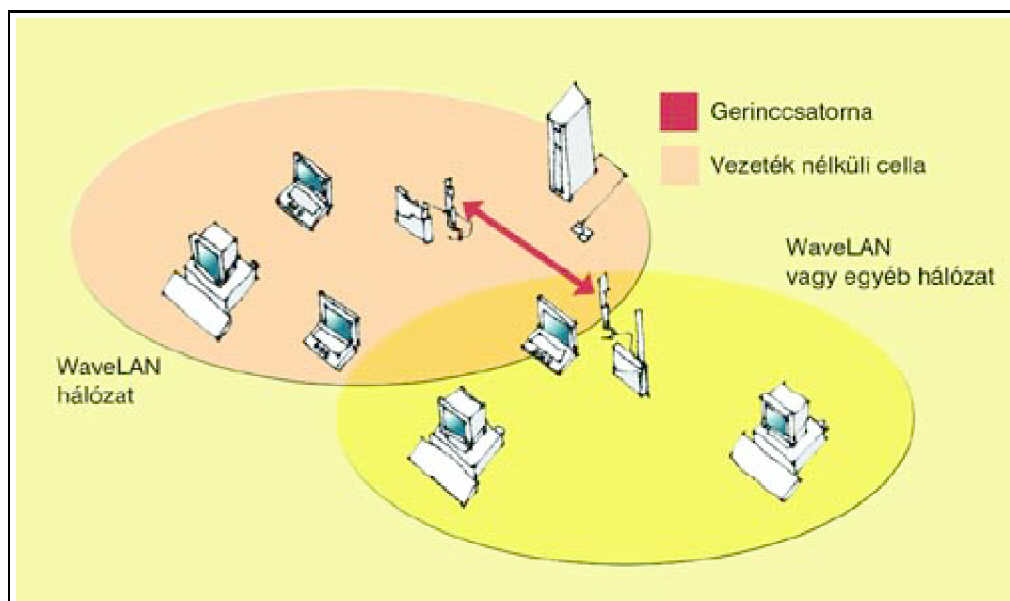 Gerinccsatorna
Vezeték nélküli cella
WaveLAN
vagy egyéb hálózat
WaveLAN
hálózat